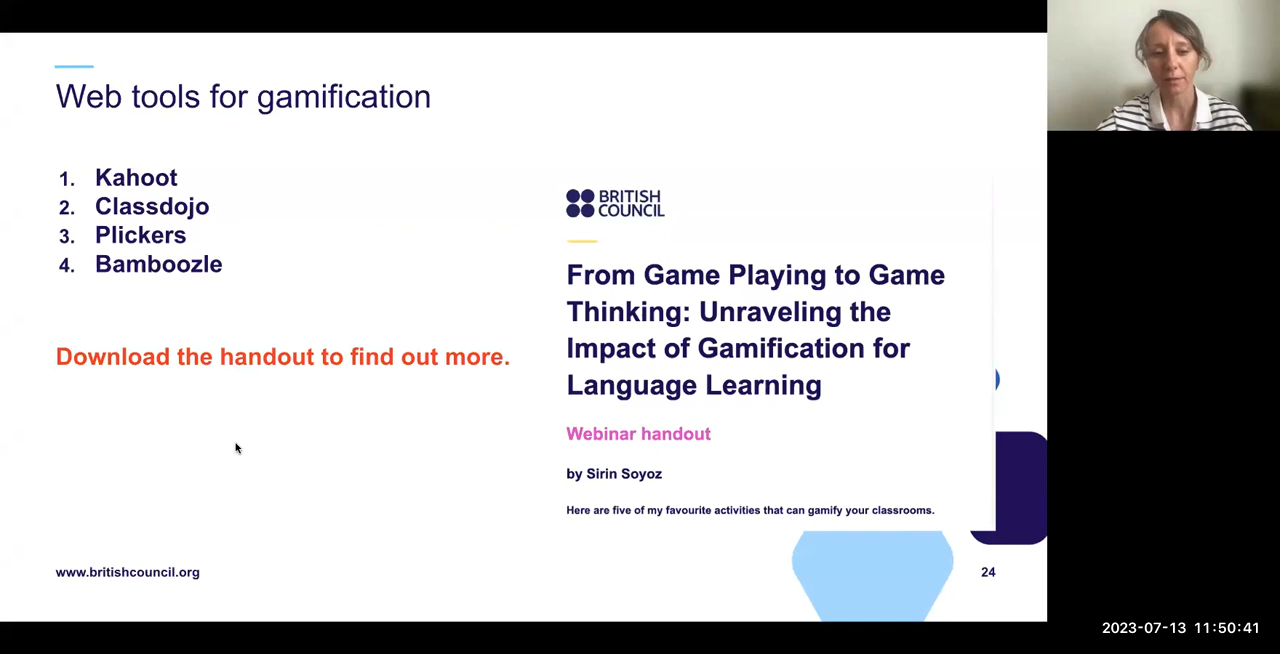 Web tools for gamification
1. Kahoot
2. Classdojo
3. Plickers
4. Bamboozle
Download the handout to find out more.
BRITISH
COUNCIL
From Game Playing to Game
Thinking: Unraveling the
Impact of Gamification for
Language Learning
Webinar handout
by Sirin Soyoz
Here are five of my favourite activities that can gamify your classrooms.
www.britishcouncil.org
24
2023-07-13 11:50:41